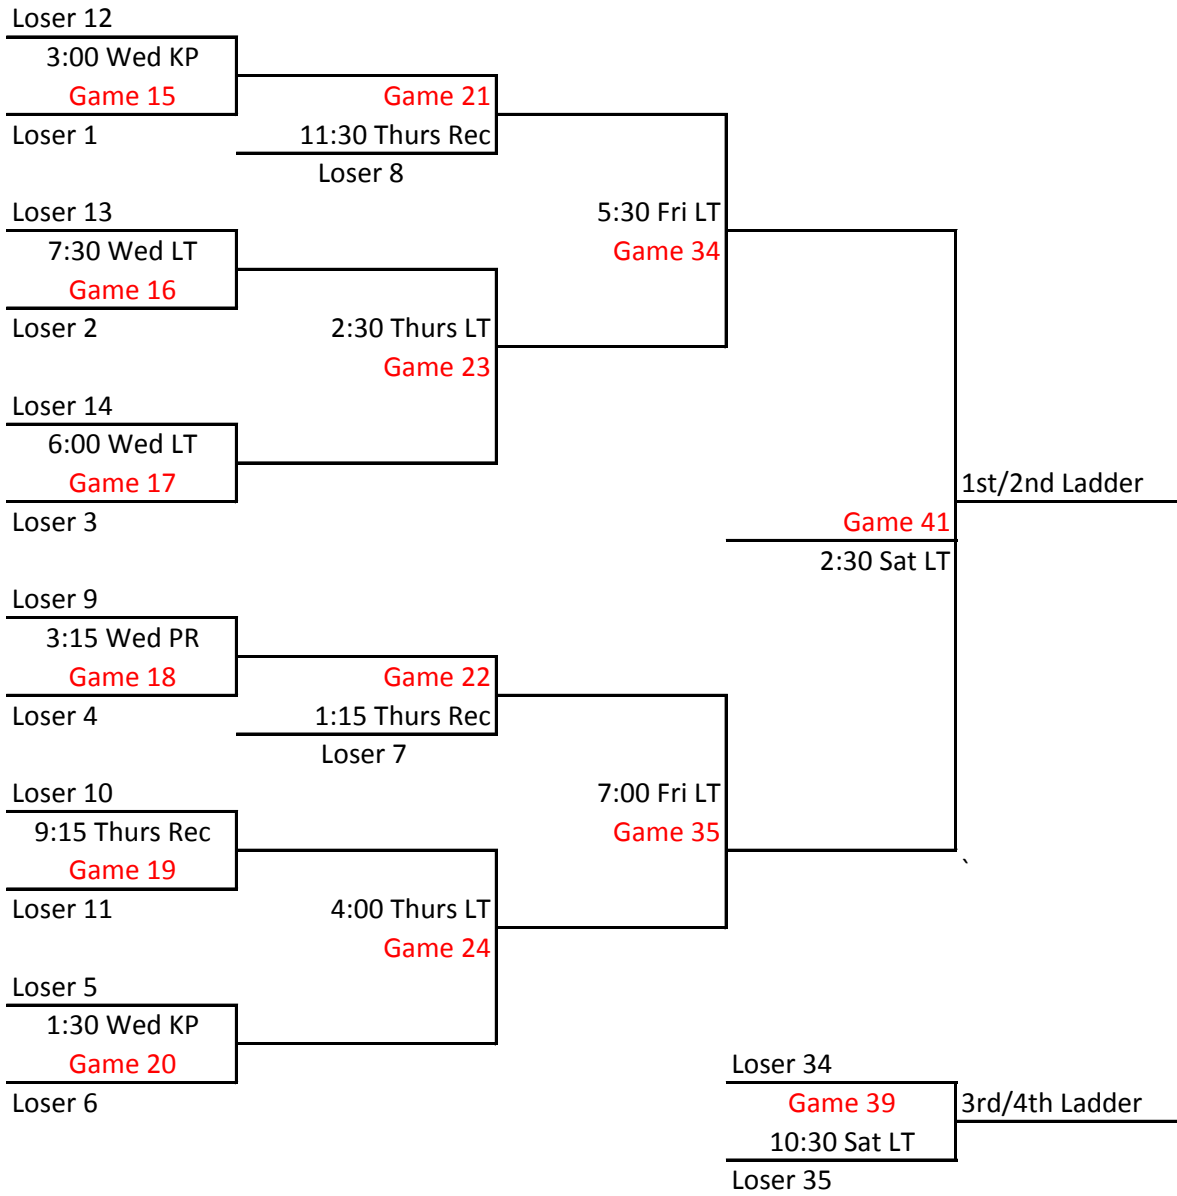 Loser 12
3:00 Wed KP
Game 15
Game 21
Loser 1
11:30 Thurs Rec
Loser 8
Loser 13
5:30 Fri LT
7:30 Wed LT
Game 34
Game 16
Loser 2
2:30 Thurs LT
Game 23
Loser 14
6:00 Wed LT
Game 17
1st/2nd Ladder
Loser 3
Game 41
2:30 Sat LT
Loser 9
3:15 Wed PR
Game 18
Game 22
Loser 4
1:15 Thurs Rec
Loser 7
Loser 10
7:00 Fri LT
9:15 Thurs Rec
Game 35
Game 19
`
Loser 11
4:00 Thurs LT
Game 24
Loser 5
1:30 Wed KP
Game 20
Loser 34
Loser 6
Game 39
3rd/4th Ladder
10:30 Sat LT
Loser 35